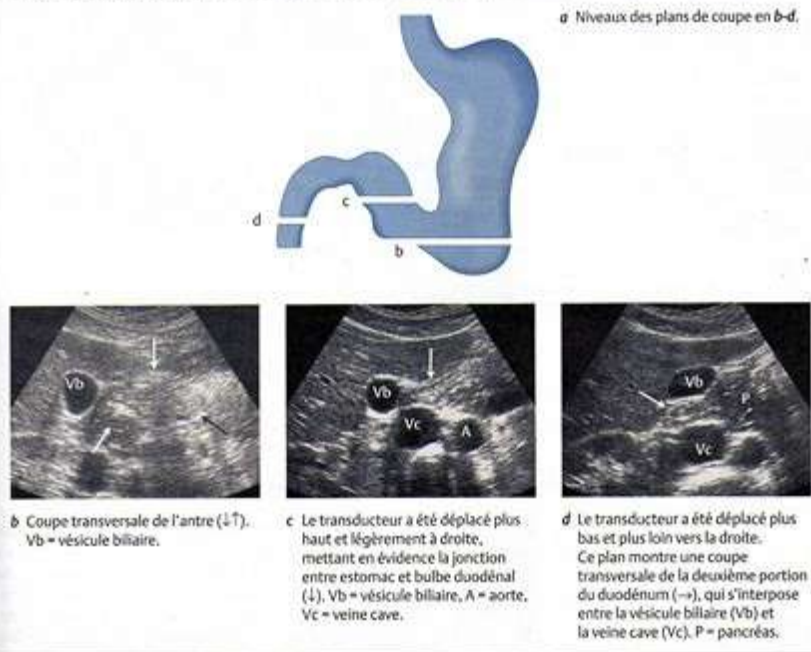 a Niveaux des plans de coupe en b-d.
d
c
b
Vb
Vb
Vc
A
Vb
P
Vc
b Coupe transversale de l'antre (↓↑).
Vb = vésicule biliaire.
c Le transducteur a été déplacé plus
haut et légèrement à droite,
mettant en évidence la jonction
entre estomac et bulbe duodénal
(↓). Vb = vésicule biliaire, A = aorte,
Vc = veine cave.
d Le transducteur a été déplacé plus
bas et plus loin vers la droite.
Ce plan montre une coupe
transversale de la deuxième portion
du duodénum (→), qui s'interpose
entre la vésicule biliaire (Vb) et
la veine cave (Vc). P = pancréas.